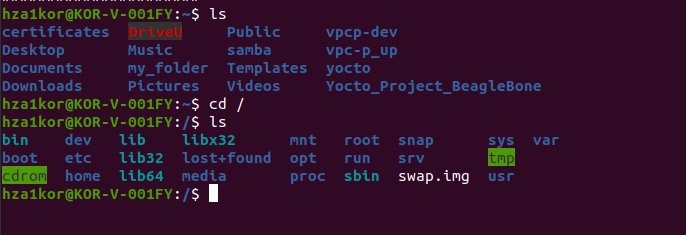 hza1kor@KOR-V-001FY:~$ ls
certificates DriveU Public vpcp-dev
Desktop Music samba vpc-p_up
Documents my_folder Templates yocto
Downloads Pictures Videos Yocto_Project_BeagleBone
hza1kor@KOR-V-001FY:~$ cd /
hza1kor@KOR-V-001FY:/$ ls
bin dev lib libx32 mnt root snap sys var
boot etc lib32 lost+found opt run srv tmp
cdrom home lib64 media proc sbin swap.img usr
hza1kor@KOR-V-001FY:/$